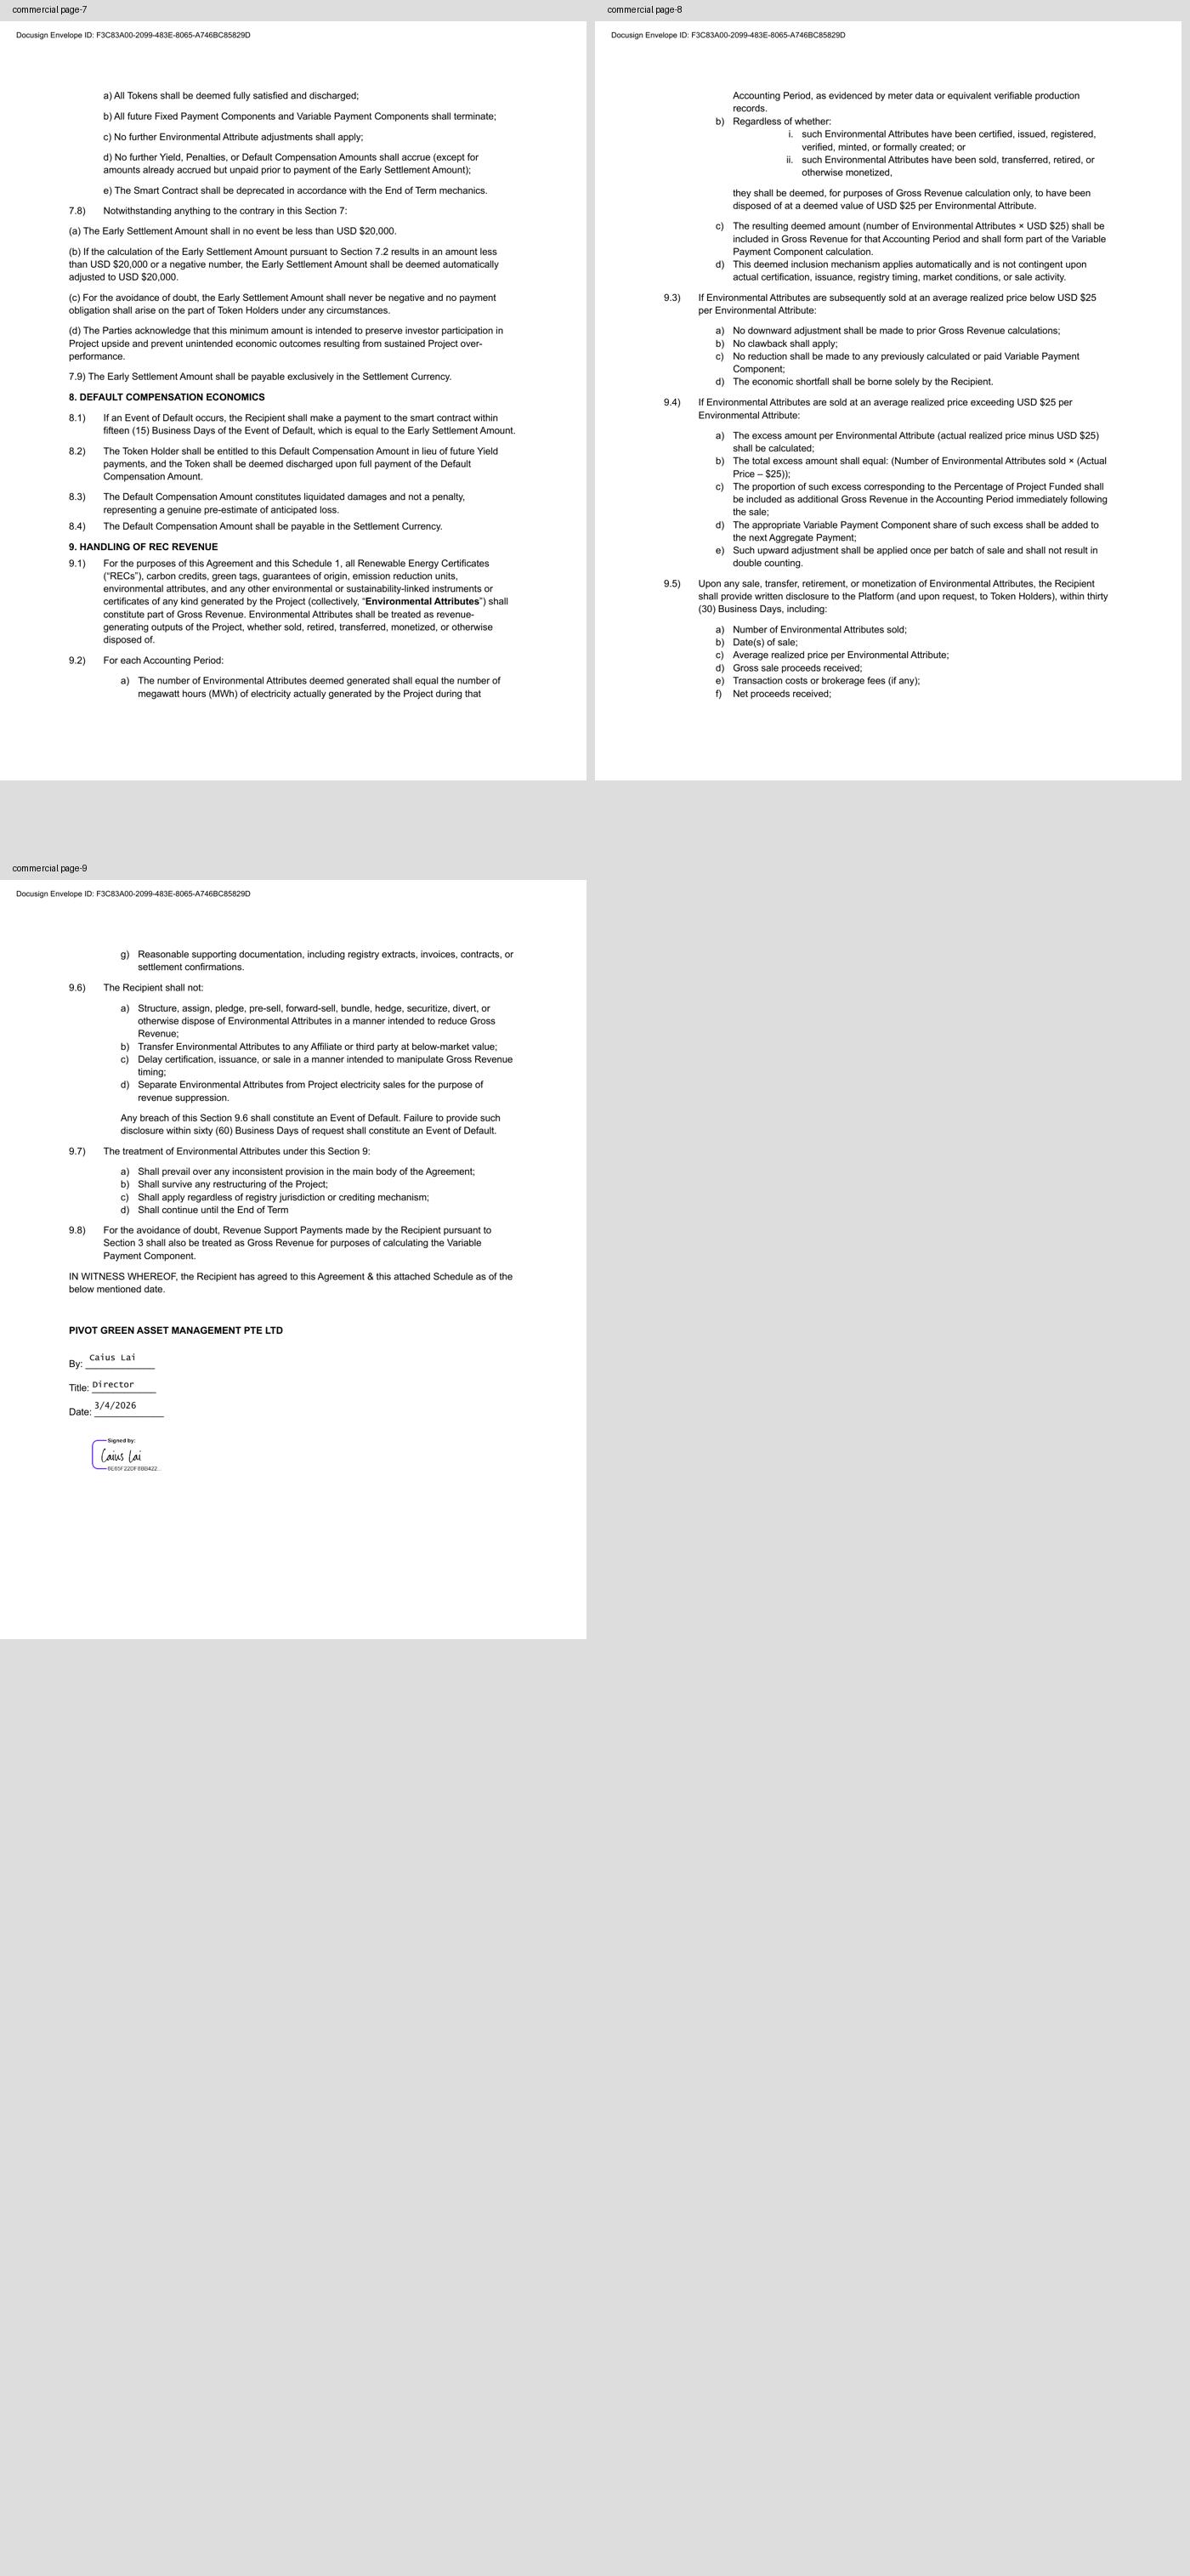 commercial page-7
Docusign Envelope ID: F3C83A00-2099-483E-8065-A746BC85829D
a) All Tokens shall be deemed fully satisfied and discharged;
b) All future Fixed Payment Components and Variable Payment Components shall terminate;
c) No further Environmental Attribute adjustments shall apply;
d) No further Yield, Penalties, or Default Compensation Amounts shall accrue (except for
amounts already accrued but unpaid prior to payment of the Early Settlement Amount);
e) The Smart Contract shall be deprecated in accordance with the End of Term mechanics.
7.8) Notwithstanding anything to the contrary in this Section 7:
(a) The Early Settlement Amount shall in no event be less than USD $20,000.
(b) If the calculation of the Early Settlement Amount pursuant to Section 7.2 results in an amount less
than USD $20,000 or a negative number, the Early Settlement Amount shall be deemed automatically
adjusted to USD $20,000.
(c) For the avoidance of doubt, the Early Settlement Amount shall never be negative and no payment
obligation shall arise on the part of Token Holders under any circumstances.
(d) The Parties acknowledge that this minimum amount is intended to preserve investor participation in
Project upside and prevent unintended economic outcomes resulting from sustained Project over-
performance.
7.9) The Early Settlement Amount shall be payable exclusively in the Settlement Currency.
8. DEFAULT COMPENSATION ECONOMICS
8.1) If an Event of Default occurs, the Recipient shall make a payment to the smart contract within
fifteen (15) Business Days of the Event of Default, which is equal to the Early Settlement Amount.
8.2) The Token Holder shall be entitled to this Default Compensation Amount in lieu of future Yield
payments, and the Token shall be deemed discharged upon full payment of the Default
Compensation Amount.
8.3) The Default Compensation Amount constitutes liquidated damages and not a penalty,
representing a genuine pre-estimate of anticipated loss.
8.4) The Default Compensation Amount shall be payable in the Settlement Currency.
9. HANDLING OF REC REVENUE
9.1) For the purposes of this Agreement and this Schedule 1, all Renewable Energy Certificates
(“RECs”), carbon credits, green tags, guarantees of origin, emission reduction units,
environmental attributes, and any other environmental or sustainability-linked instruments or
certificates of any kind generated by the Project (collectively, “Environmental Attributes”) shall
constitute part of Gross Revenue. Environmental Attributes shall be treated as revenue-
generating outputs of the Project, whether sold, retired, transferred, monetized, or otherwise
disposed of.
9.2) For each Accounting Period:
a) The number of Environmental Attributes deemed generated shall equal the number of
megawatt hours (MWh) of electricity actually generated by the Project during that
commercial page-8
Docusign Envelope ID: F3C83A00-2099-483E-8065-A746BC85829D
Accounting Period, as evidenced by meter data or equivalent verifiable production
records.
b) Regardless of whether:
i. such Environmental Attributes have been certified, issued, registered,
verified, minted, or formally created; or
ii. such Environmental Attributes have been sold, transferred, retired, or
otherwise monetized,
they shall be deemed, for purposes of Gross Revenue calculation only, to have been
disposed of at a deemed value of USD $25 per Environmental Attribute.
c) The resulting deemed amount (number of Environmental Attributes × USD $25) shall be
included in Gross Revenue for that Accounting Period and shall form part of the Variable
Payment Component calculation.
d) This deemed inclusion mechanism applies automatically and is not contingent upon
actual certification, issuance, registry timing, market conditions, or sale activity.
9.3) If Environmental Attributes are subsequently sold at an average realized price below USD $25
per Environmental Attribute:
a) No downward adjustment shall be made to prior Gross Revenue calculations;
b) No clawback shall apply;
c) No reduction shall be made to any previously calculated or paid Variable Payment
Component;
d) The economic shortfall shall be borne solely by the Recipient.
9.4) If Environmental Attributes are sold at an average realized price exceeding USD $25 per
Environmental Attribute:
a) The excess amount per Environmental Attribute (actual realized price minus USD $25)
shall be calculated;
b) The total excess amount shall equal: (Number of Environmental Attributes sold × (Actual
Price – $25));
c) The proportion of such excess corresponding to the Percentage of Project Funded shall
be included as additional Gross Revenue in the Accounting Period immediately following
the sale;
d) The appropriate Variable Payment Component share of such excess shall be added to
the next Aggregate Payment;
e) Such upward adjustment shall be applied once per batch of sale and shall not result in
double counting.
9.5) Upon any sale, transfer, retirement, or monetization of Environmental Attributes, the Recipient
shall provide written disclosure to the Platform (and upon request, to Token Holders), within thirty
(30) Business Days, including:
a) Number of Environmental Attributes sold;
b) Date(s) of sale;
c) Average realized price per Environmental Attribute;
d) Gross sale proceeds received;
e) Transaction costs or brokerage fees (if any);
f) Net proceeds received;
commercial page-9
Docusign Envelope ID: F3C83A00-2099-483E-8065-A746BC85829D
g) Reasonable supporting documentation, including registry extracts, invoices, contracts, or
settlement confirmations.
9.6) The Recipient shall not:
a) Structure, assign, pledge, pre-sell, forward-sell, bundle, hedge, securitize, divert, or
otherwise dispose of Environmental Attributes in a manner intended to reduce Gross
Revenue;
b) Transfer Environmental Attributes to any Affiliate or third party at below-market value;
c) Delay certification, issuance, or sale in a manner intended to manipulate Gross Revenue
timing;
d) Separate Environmental Attributes from Project electricity sales for the purpose of
revenue suppression.
Any breach of this Section 9.6 shall constitute an Event of Default. Failure to provide such
disclosure within sixty (60) Business Days of request shall constitute an Event of Default.
9.7) The treatment of Environmental Attributes under this Section 9:
a) Shall prevail over any inconsistent provision in the main body of the Agreement;
b) Shall survive any restructuring of the Project;
c) Shall apply regardless of registry jurisdiction or crediting mechanism;
d) Shall continue until the End of Term
9.8) For the avoidance of doubt, Revenue Support Payments made by the Recipient pursuant to
Section 3 shall also be treated as Gross Revenue for purposes of calculating the Variable
Payment Component.
IN WITNESS WHEREOF, the Recipient has agreed to this Agreement & this attached Schedule as of the
below mentioned date.
PIVOT GREEN ASSET MANAGEMENT PTE LTD
By: Caius Lai
Title: Director
Date: 3/4/2026
Signed by:
Caius Lai